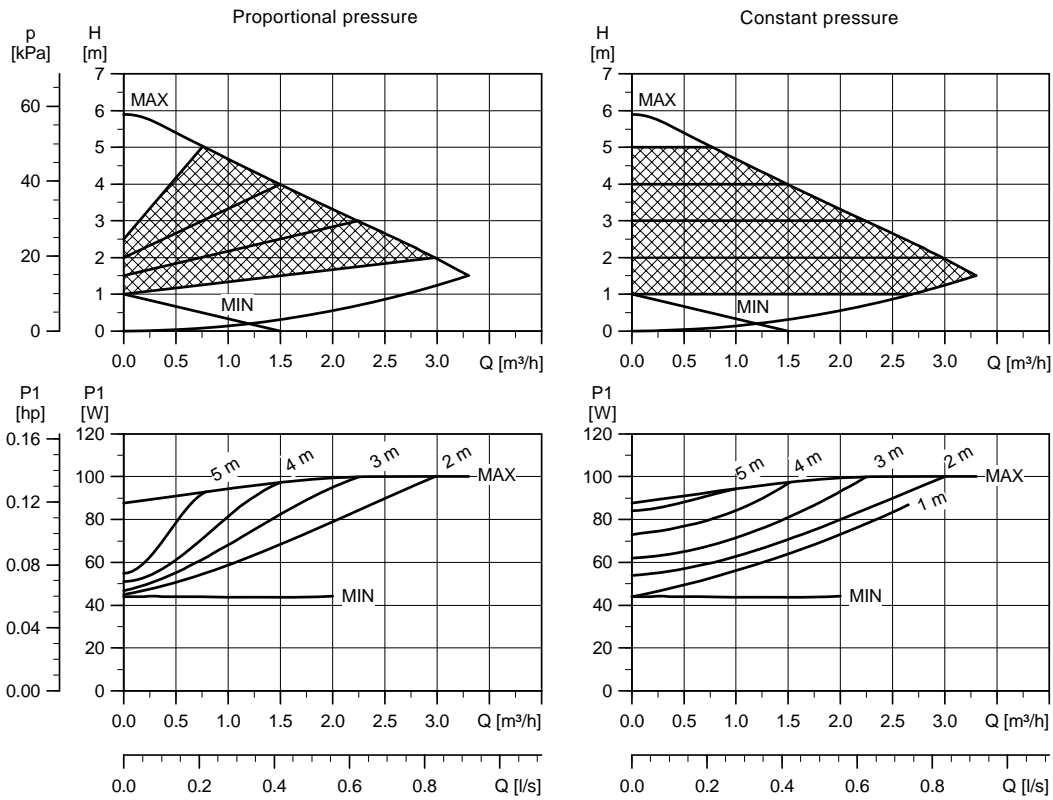 Proportional pressure
Constant pressure
p
[kPa]
H
[m]
H
[m]
7
7
60
MAX
MAX
6
6
5
5
40
4
4
3
3
20
2
2
1
MIN
1
MIN
0
0
0
0.0 0.5 1.0 1.5 2.0 2.5 3.0 Q [m³/h]
0.0 0.5 1.0 1.5 2.0 2.5 3.0 Q [m³/h]
P1
[hp]
P1
[W]
P1
[W]
0.16
120
120
5 m 4 m 3 m 2 m
5 m 4 m 3 m 2 m
100
MAX
100
MAX
0.12
1 m
80
80
0.08
60
60
MIN
MIN
40
40
0.04
20
20
0.00
0
0
0.0 0.5 1.0 1.5 2.0 2.5 3.0 Q [m³/h]
0.0 0.5 1.0 1.5 2.0 2.5 3.0 Q [m³/h]
0.0 0.2 0.4 0.6 0.8 Q [l/s]
0.0 0.2 0.4 0.6 0.8 Q [l/s]